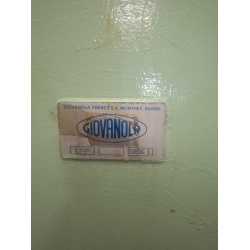 GIOVANOLA FRERES S.A. MONTHEY, SUISSE
GIOVANOLA